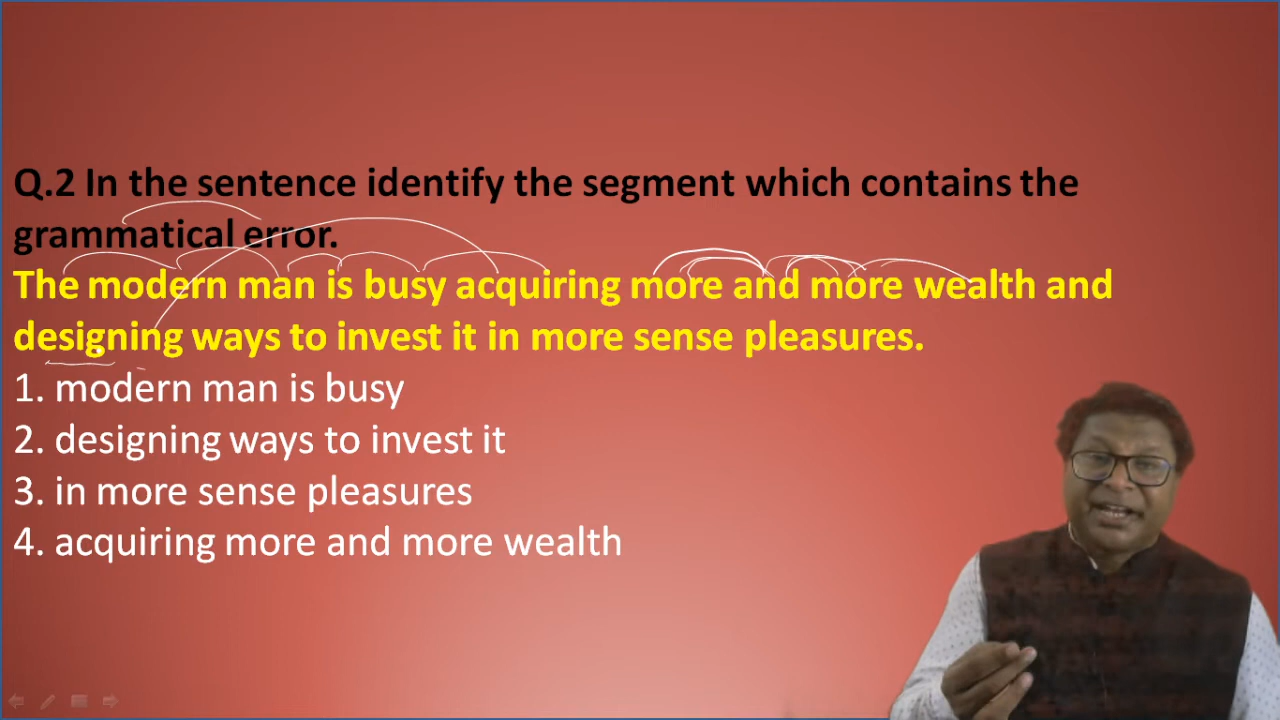 Q.2 In the sentence identify the segment which contains the
grammatical error.
The modern man is busy acquiring more and more wealth and
designing ways to invest it in more sense pleasures.
1. modern man is busy
2. designing ways to invest it
3. in more sense pleasures
4. acquiring more and more wealth